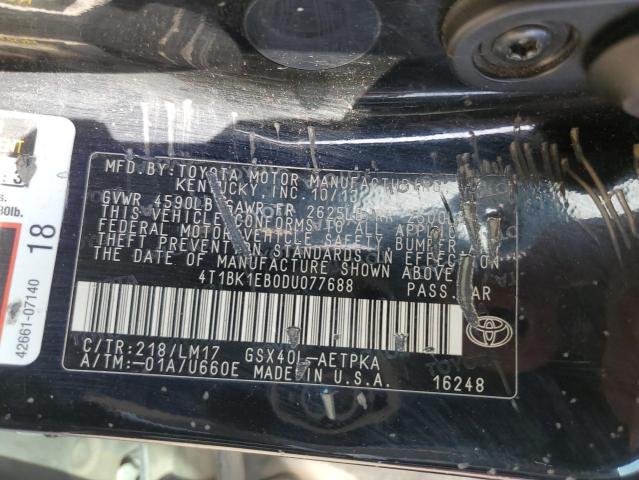 MFD.BY:TOYOTA MOTOR MANUFACTURING
KENTUCKY,INC. 10/13
GVWR 4590LB GAWR FR 2625LB RR
THIS VEHICLE CONFORMS TO ALL APPLIC
FEDERAL MOTOR VEHICLE SAFETY, BUMPER,
THEFT PREVENTION STANDARDS IN EFFECT ON
THE DATE OF MANUFACTURE SHOWN ABOVE.
4T1BK1EB0DU077688 PASS.CAR
C/TR:218/LM17 GSX40L-AETPKA
A/TM:-01A/U660E MADE IN U.S.A. 16248
TOYOTA
18
42661-07140